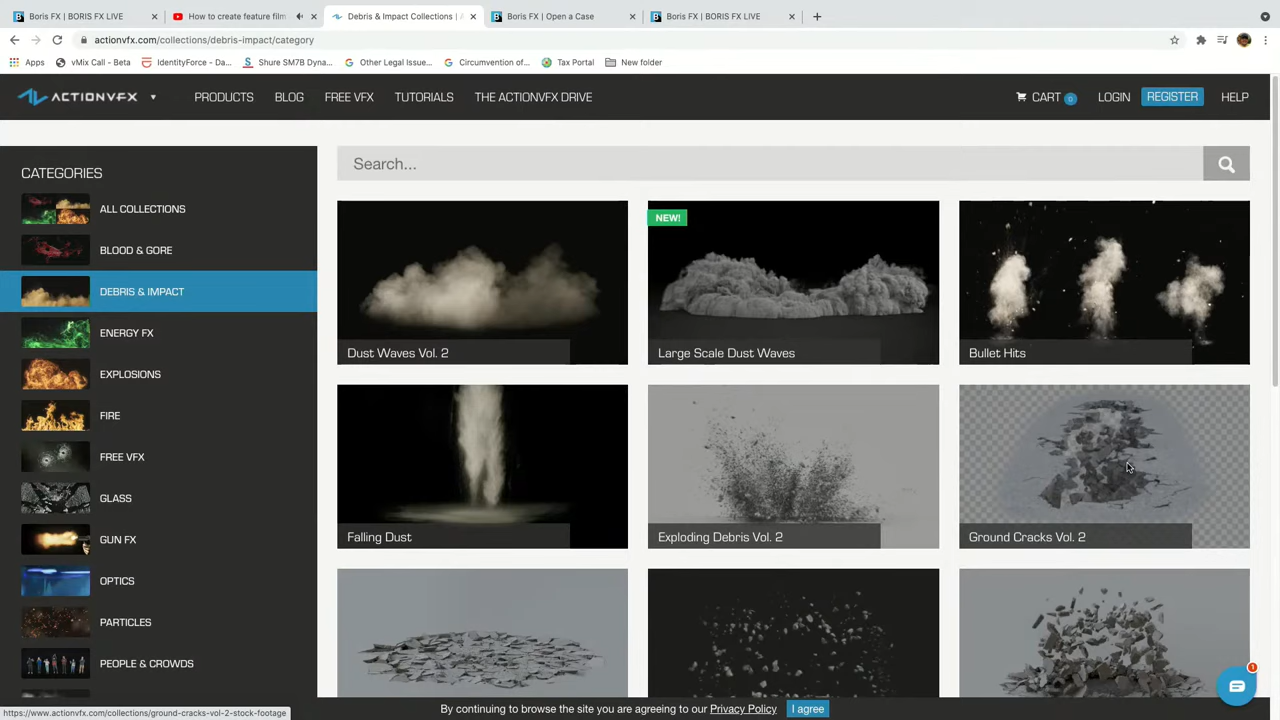 Boris FX | BORIS FX LIVE
How to create feature film
Debris & Impact Collections | A
Boris FX | Open a Case
Boris FX | BORIS FX LIVE
actionvfx.com/collections/debris-impact/category
Apps
vMix Call - Beta
IdentityForce - Da...
Shure SM7B Dyna...
Other Legal Issue...
Circumvention of...
Tax Portal
New folder
ACTIONVFX
PRODUCTS
BLOG
FREE VFX
TUTORIALS
THE ACTIONVFX DRIVE
CART 0
LOGIN
REGISTER
HELP
CATEGORIES
Search...
ALL COLLECTIONS
BLOOD & GORE
DEBRIS & IMPACT
ENERGY FX
EXPLOSIONS
FIRE
FREE VFX
GLASS
GUN FX
OPTICS
PARTICLES
PEOPLE & CROWDS
NEW!
Dust Waves Vol. 2
Large Scale Dust Waves
Bullet Hits
Falling Dust
Exploding Debris Vol. 2
Ground Cracks Vol. 2
1
https://www.actionvfx.com/collections/ground-cracks-vol-2-stock-footage
By continuing to browse the site you are agreeing to our Privacy Policy
I agree